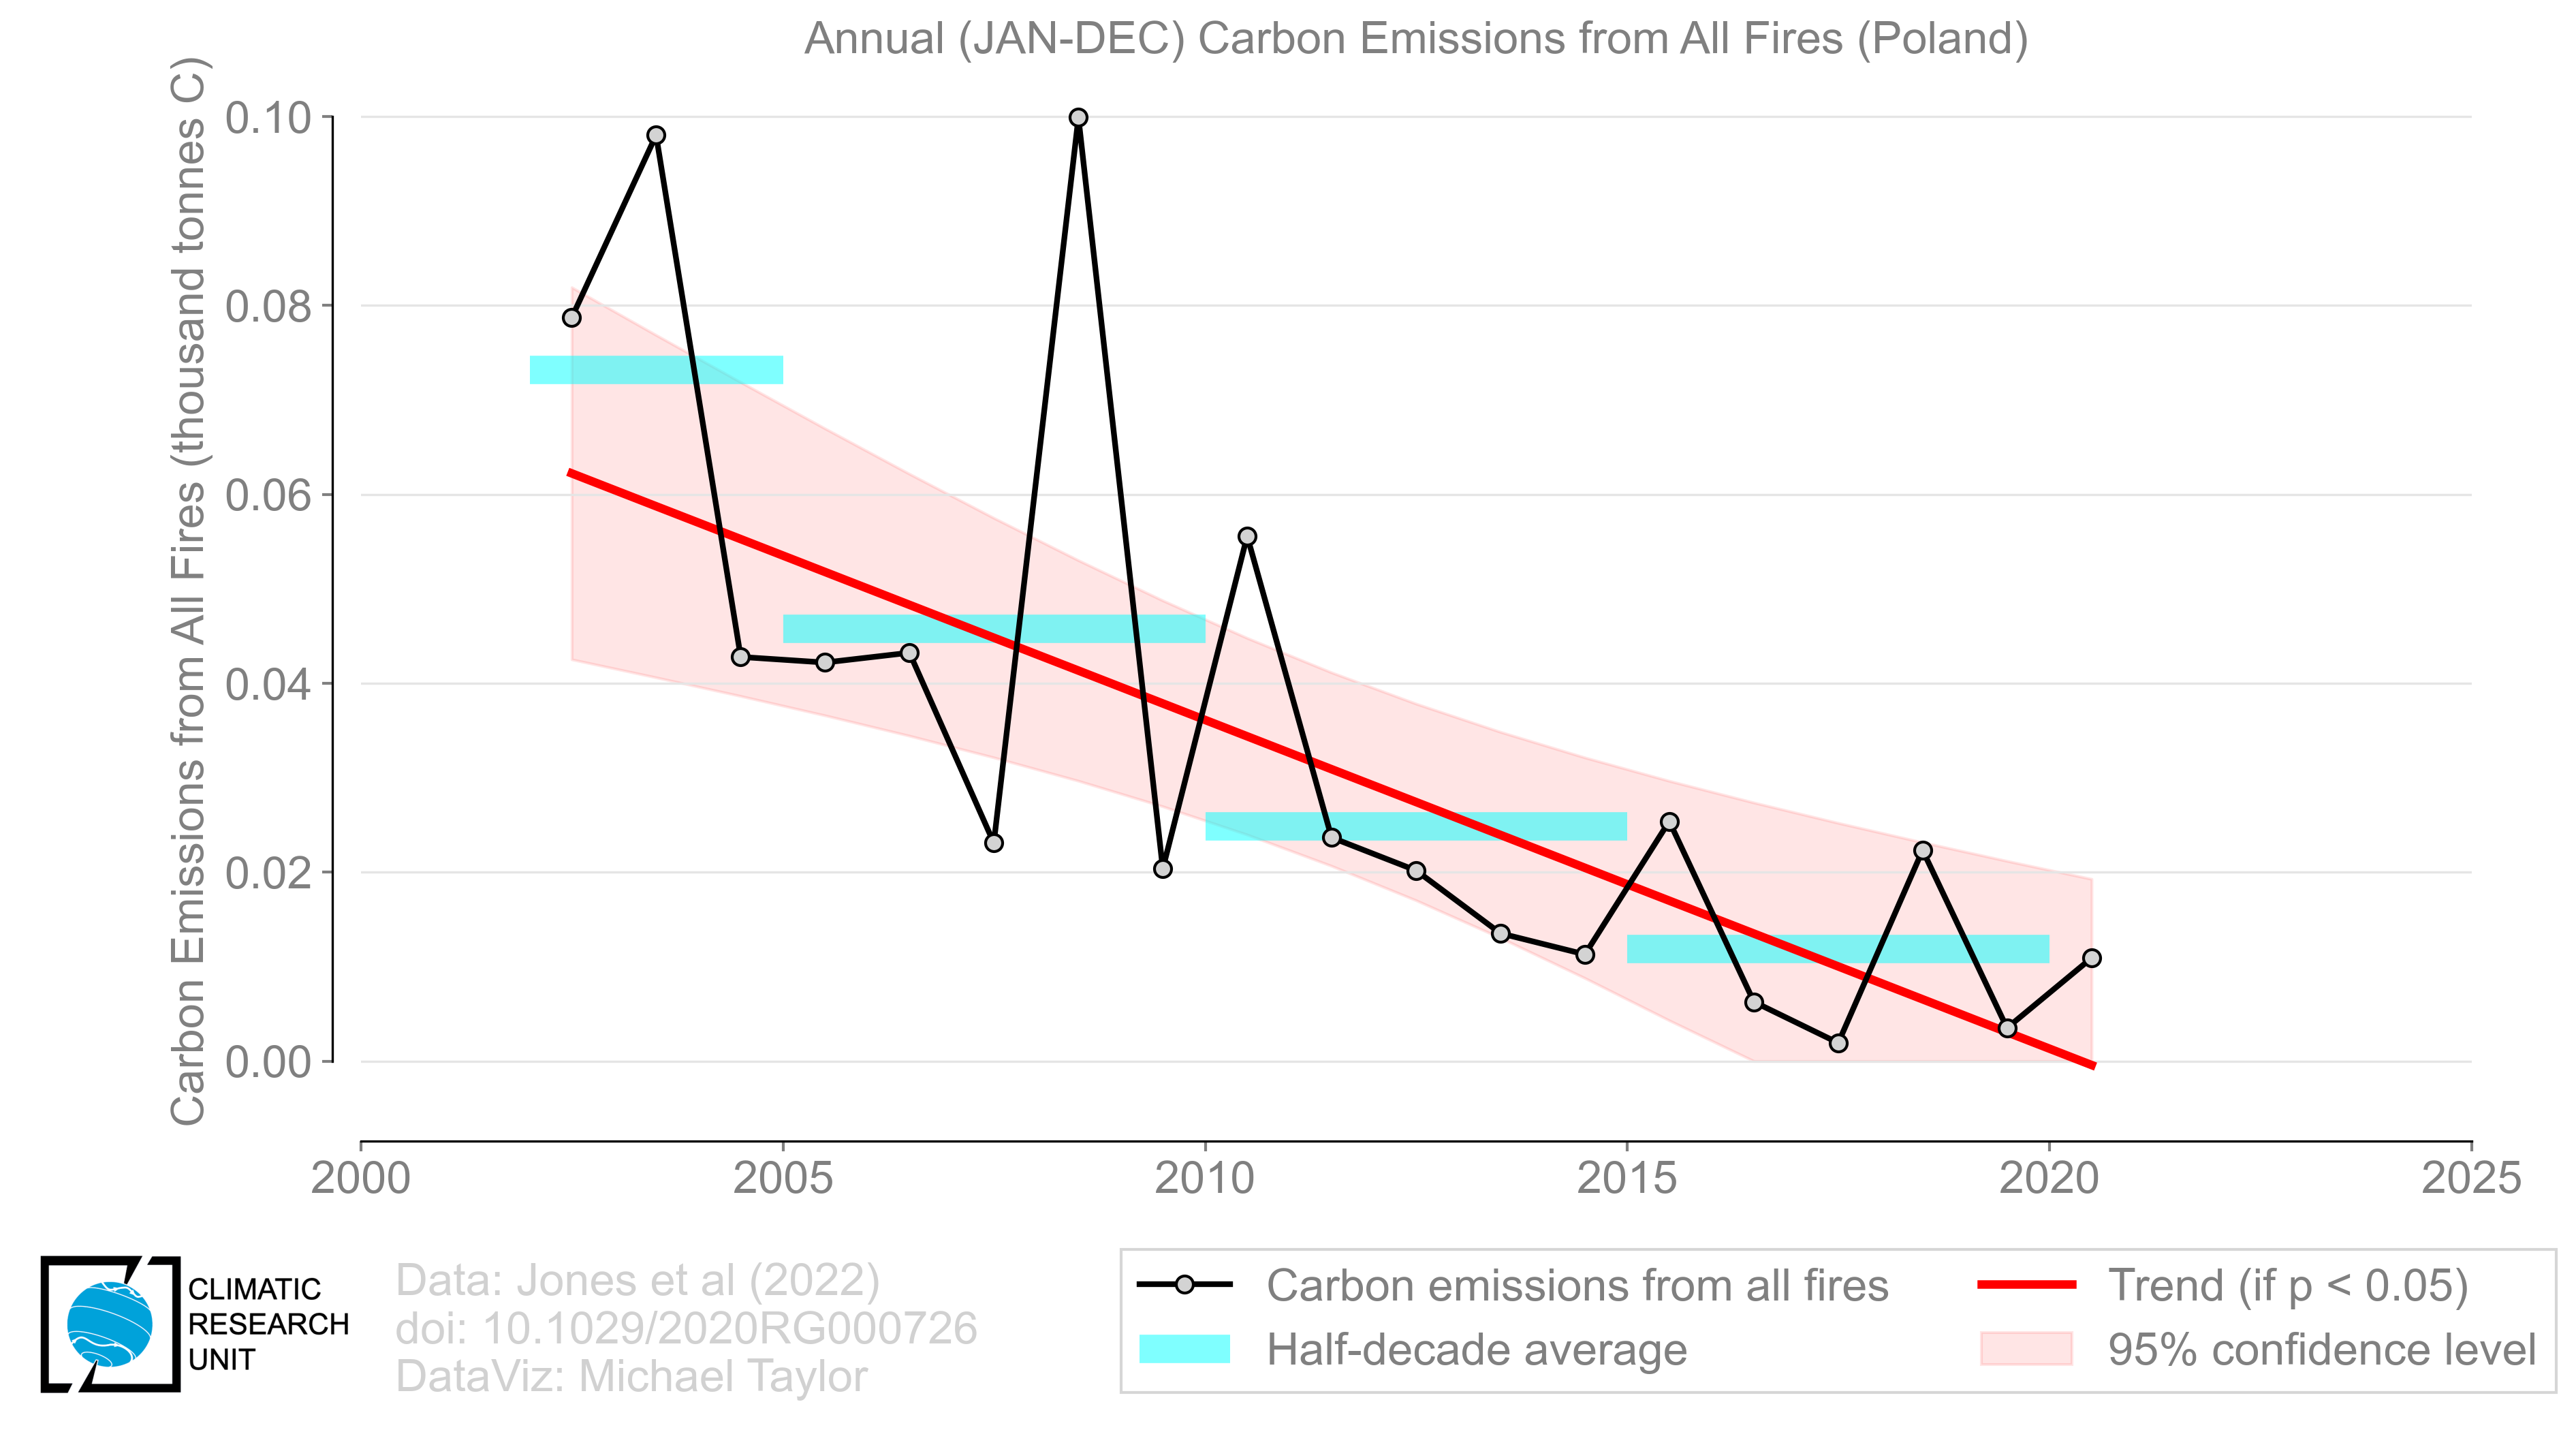 Annual (JAN-DEC) Carbon Emissions from All Fires (Poland)
Carbon Emissions from All Fires (thousand tonnes C)
0.10
0.08
0.06
0.04
0.02
0.00
2000 2005 2010 2015 2020 2025
CLIMATIC
RESEARCH
UNIT
Data: Jones et al (2022)
doi: 10.1029/2020RG000726
DataViz: Michael Taylor
Carbon emissions from all fires
Half-decade average
Trend (if p < 0.05)
95% confidence level